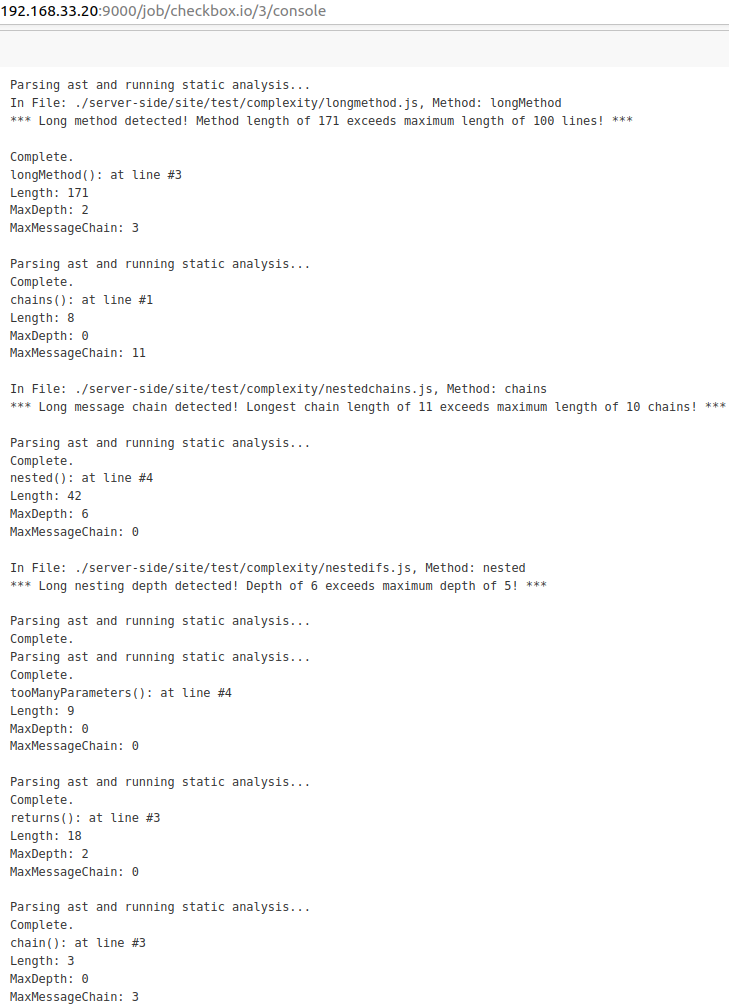 192.168.33.20:9000/job/checkbox.io/3/console
Parsing ast and running static analysis...
In File: ./server-side/site/test/complexity/longmethod.js, Method: longMethod
*** Long method detected! Method length of 171 exceeds maximum length of 100 lines! ***
Complete.
longMethod(): at line #3
Length: 171
MaxDepth: 2
MaxMessageChain: 3
Parsing ast and running static analysis...
Complete.
chains(): at line #1
Length: 8
MaxDepth: 0
MaxMessageChain: 11
In File: ./server-side/site/test/complexity/nestedchains.js, Method: chains
*** Long message chain detected! Longest chain length of 11 exceeds maximum length of 10 chains! ***
Parsing ast and running static analysis...
Complete.
nested(): at line #4
Length: 42
MaxDepth: 6
MaxMessageChain: 0
In File: ./server-side/site/test/complexity/nestedifs.js, Method: nested
*** Long nesting depth detected! Depth of 6 exceeds maximum depth of 5! ***
Parsing ast and running static analysis...
Complete.
Parsing ast and running static analysis...
Complete.
tooManyParameters(): at line #4
Length: 9
MaxDepth: 0
MaxMessageChain: 0
Parsing ast and running static analysis...
Complete.
returns(): at line #3
Length: 18
MaxDepth: 2
MaxMessageChain: 0
Parsing ast and running static analysis...
Complete.
chain(): at line #3
Length: 3
MaxDepth: 0
MaxMessageChain: 3